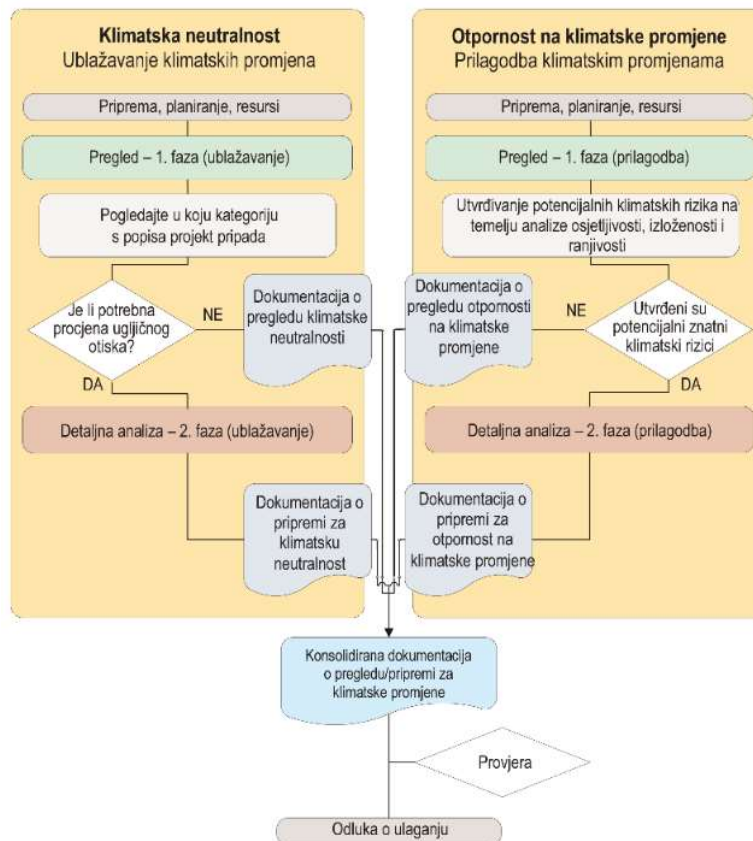 Klimatska neutralnost
Ublažavanje klimatskih promjena
Priprema, planiranje, resursi
Pregled – 1. faza (ublažavanje)
Pogledajte u koju kategoriju
s popisa projekt pripada
Je li potrebna
procjena ugljičnog
otiska?
NE
DA
Dokumentacija o
pregledu klimatske
neutralnosti
Detaljna analiza – 2. faza (ublažavanje)
Dokumentacija o
pripremi za
klimatsku
neutralnost
Otpornost na klimatske promjene
Prilagodba klimatskim promjenama
Priprema, planiranje, resursi
Pregled – 1. faza (prilagodba)
Utvrđivanje potencijalnih klimatskih rizika na
temelju analize osjetljivosti, izloženosti i
ranjivosti
Dokumentacija o
pregledu otpornosti
na klimatske
promjene
NE
Utvrđeni su
potencijalni znatni
klimatski rizici
DA
Detaljna analiza – 2. faza (prilagodba)
Dokumentacija o
pripremi za
otpornost na
klimatske promjene
Konsolidirana dokumentacija
o pregledu/pripremi za
klimatske promjene
Provjera
Odluka o ulaganju